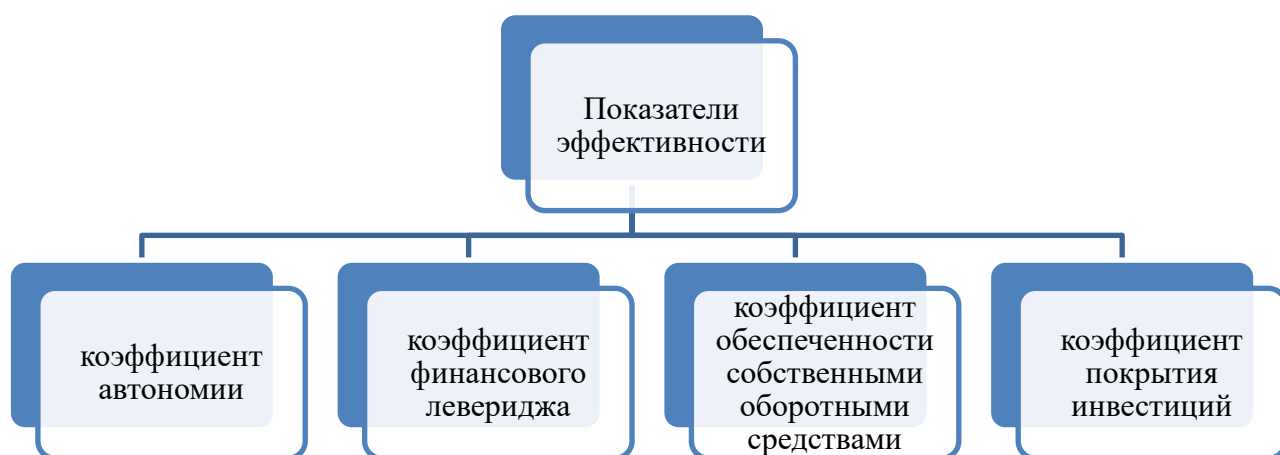 Показатели
эффективности
коэффициент
автономии
коэффициент
финансового
левериджа
коэффициент
обеспеченности
собственными
оборотными
средствами
коэффициент
покрытия
инвестиций